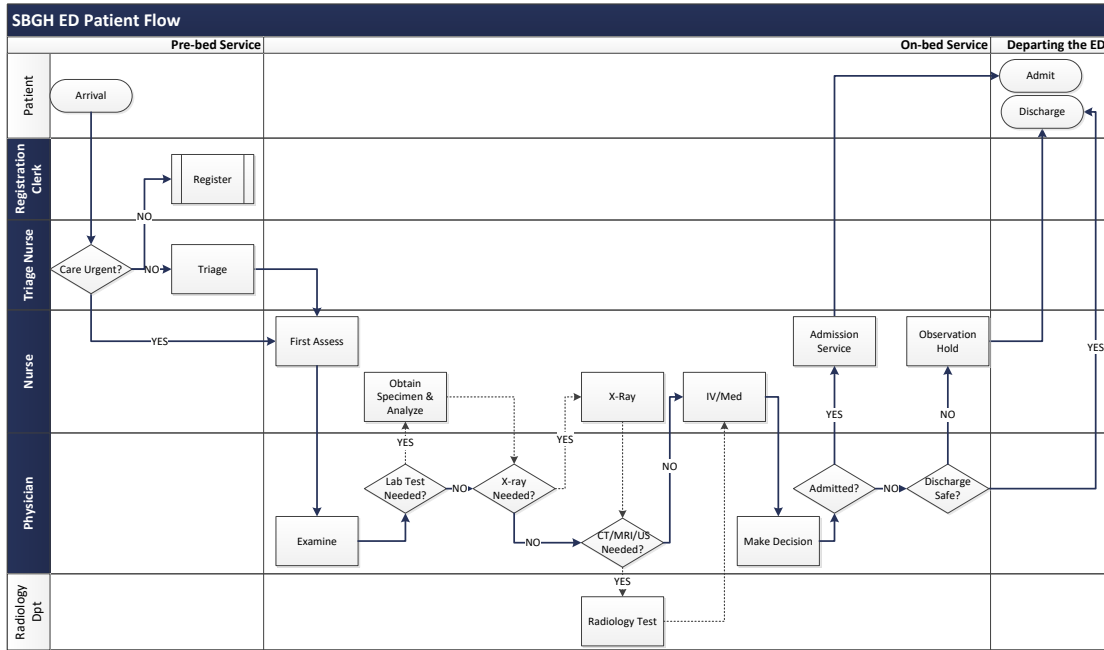 SBGH ED Patient Flow
Pre-bed Service
On-bed Service
Departing the ED
Patient
Arrival
Admit
Discharge
Registration
Clerk
Register
NO
Triage Nurse
Care Urgent?
NO
Triage
Nurse
YES
First Assess
Obtain
Specimen &
Analyze
X-Ray
IV/Med
Admission
Service
Observation
Hold
YES
YES
YES
YES
NO
Physician
Lab Test
Needed?
NO
X-ray
Needed?
NO
NO
CT/MRI/US
Needed?
YES
Examine
Make Decision
Admitted?
NO
Discharge
Safe?
Radiology
Dpt
Radiology Test